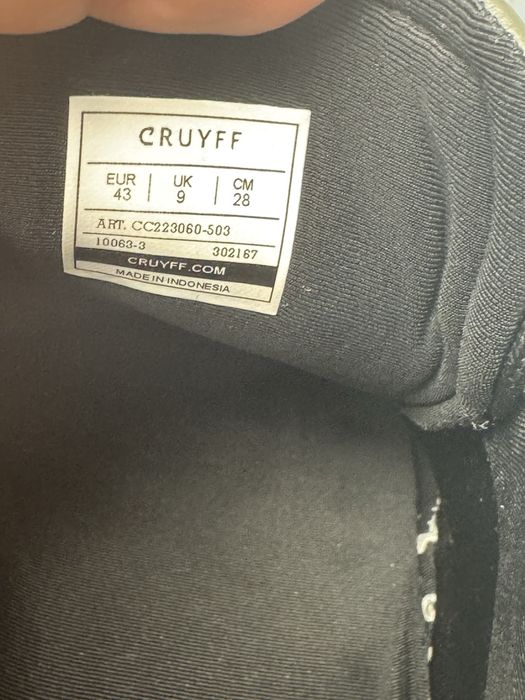 CRUYFF
EUR | UK | CM
43 9 28
ART. CC223060-503
10063-3 302167
CRUYFF.COM
MADE IN INDONESIA